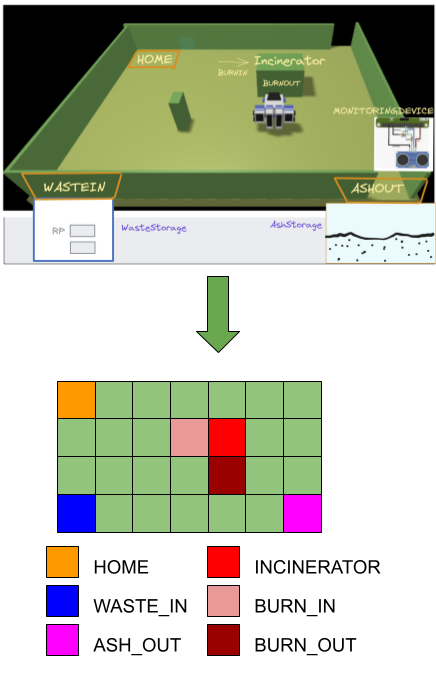 HOME
Incinerator
BURNIN
BURNOUT
MONITORINGDEVICE
WASTEIN
ASHOUT
RP
WasteStorage
AshStorage
HOME
INCINERATOR
WASTE_IN
BURN_IN
ASH_OUT
BURN_OUT